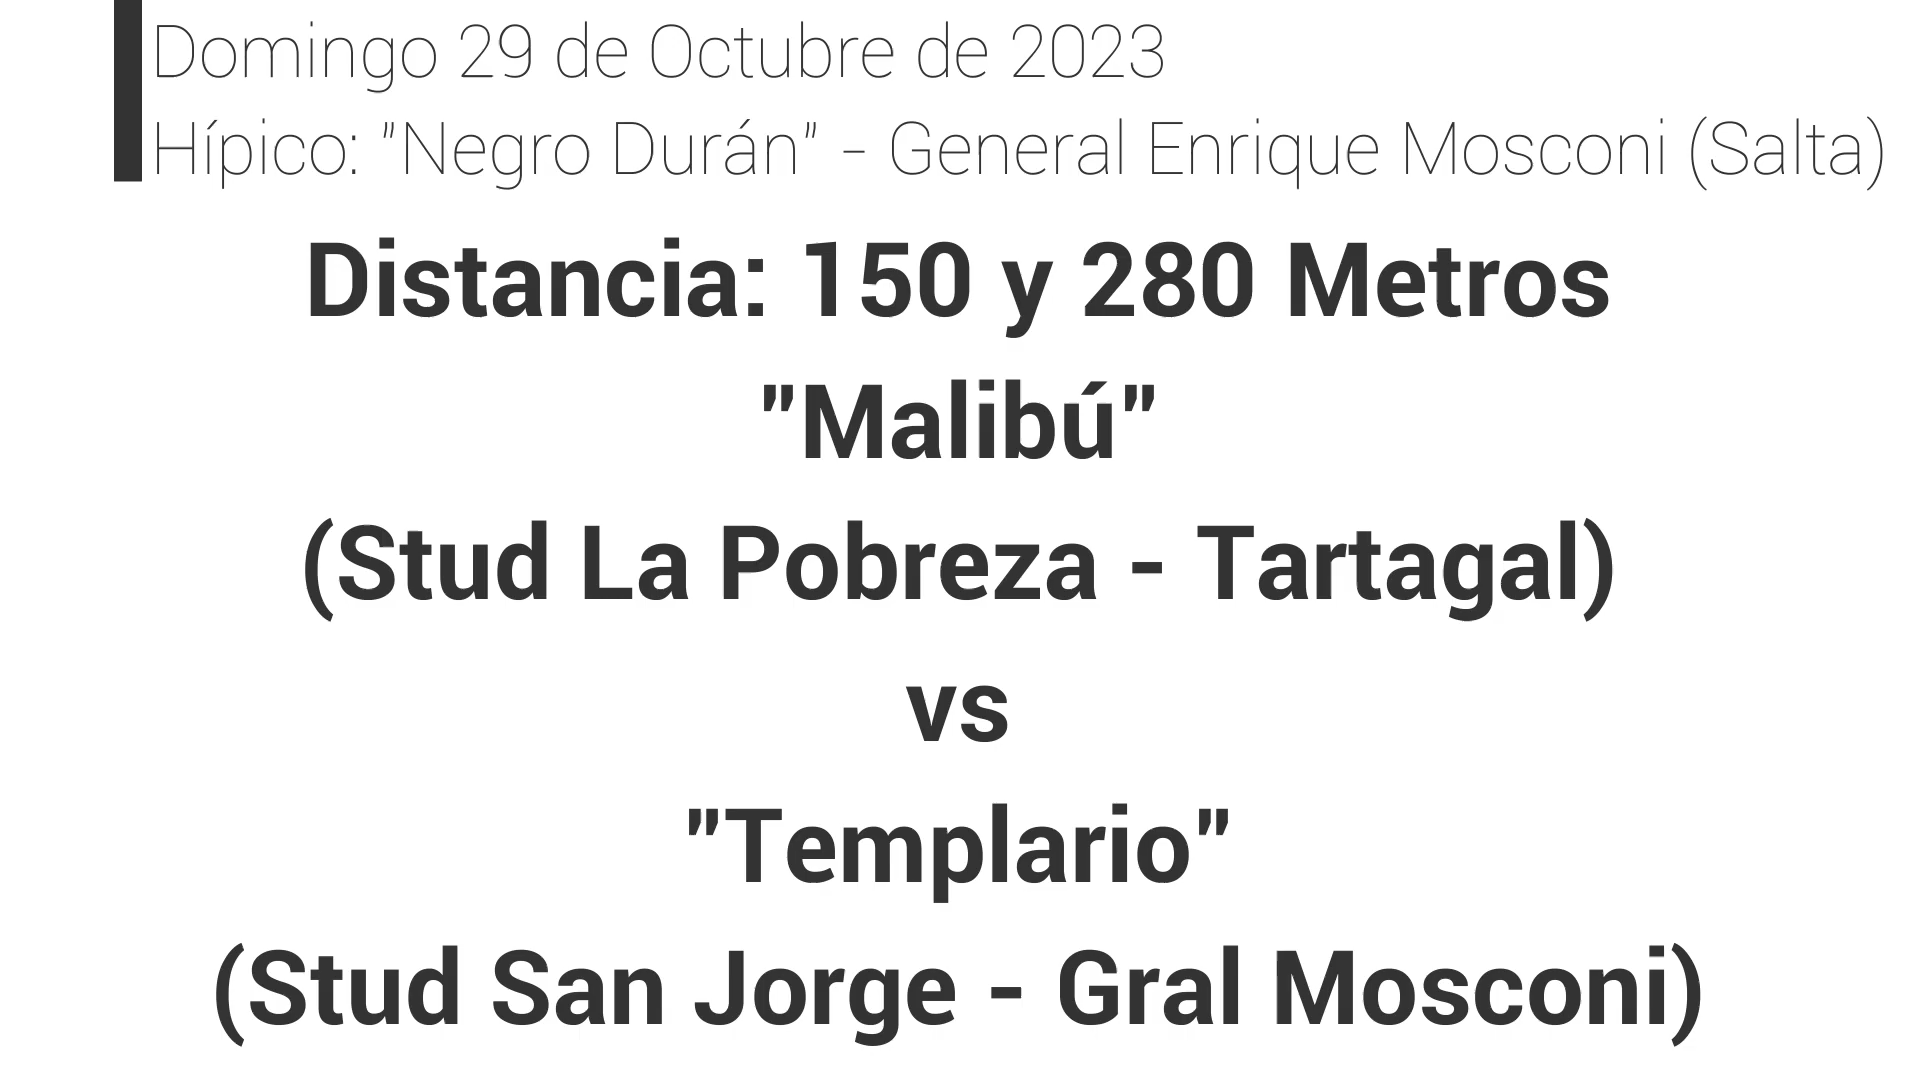 Domingo 29 de Octubre de 2023
Hípico: "Negro Durán" - General Enrique Mosconi (Salta)
Distancia: 150 y 280 Metros
"Malibú"
(Stud La Pobreza - Tartagal)
vs
"Templario"
(Stud San Jorge - Gral Mosconi)